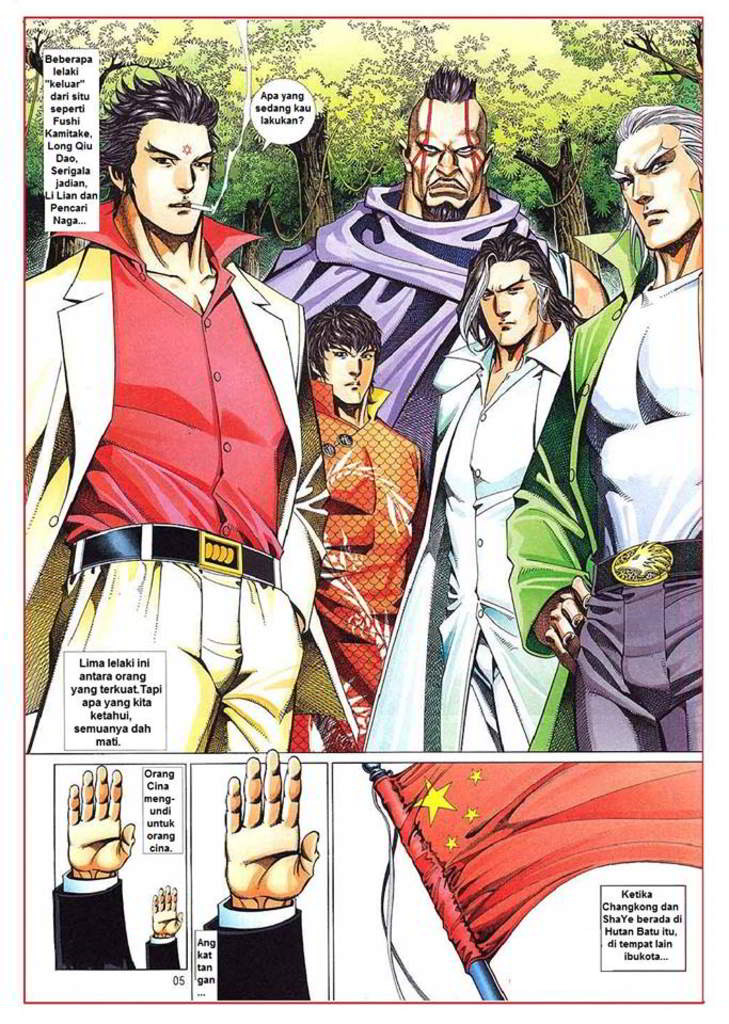 Beberapa
lelaki
"keluar"
dari situ
seperti
Fushi
Kamitake,
Long Qiu
Dao,
Serigala
jadian,
Li Lian dan
Pencari
Naga...
Apa yang
sedang kau
lakukan?
Lima lelaki ini
antara orang
yang terkuat.Tapi
apa yang kita
ketahui,
semuanya dah
mati.
Orang
Cina
meng-
undi
untuk
orang
cina.
05
Ang
kat
tan
gan
...
Ketika
Changkong dan
ShaYe berada di
Hutan Batu itu,
di tempat lain
ibukota...